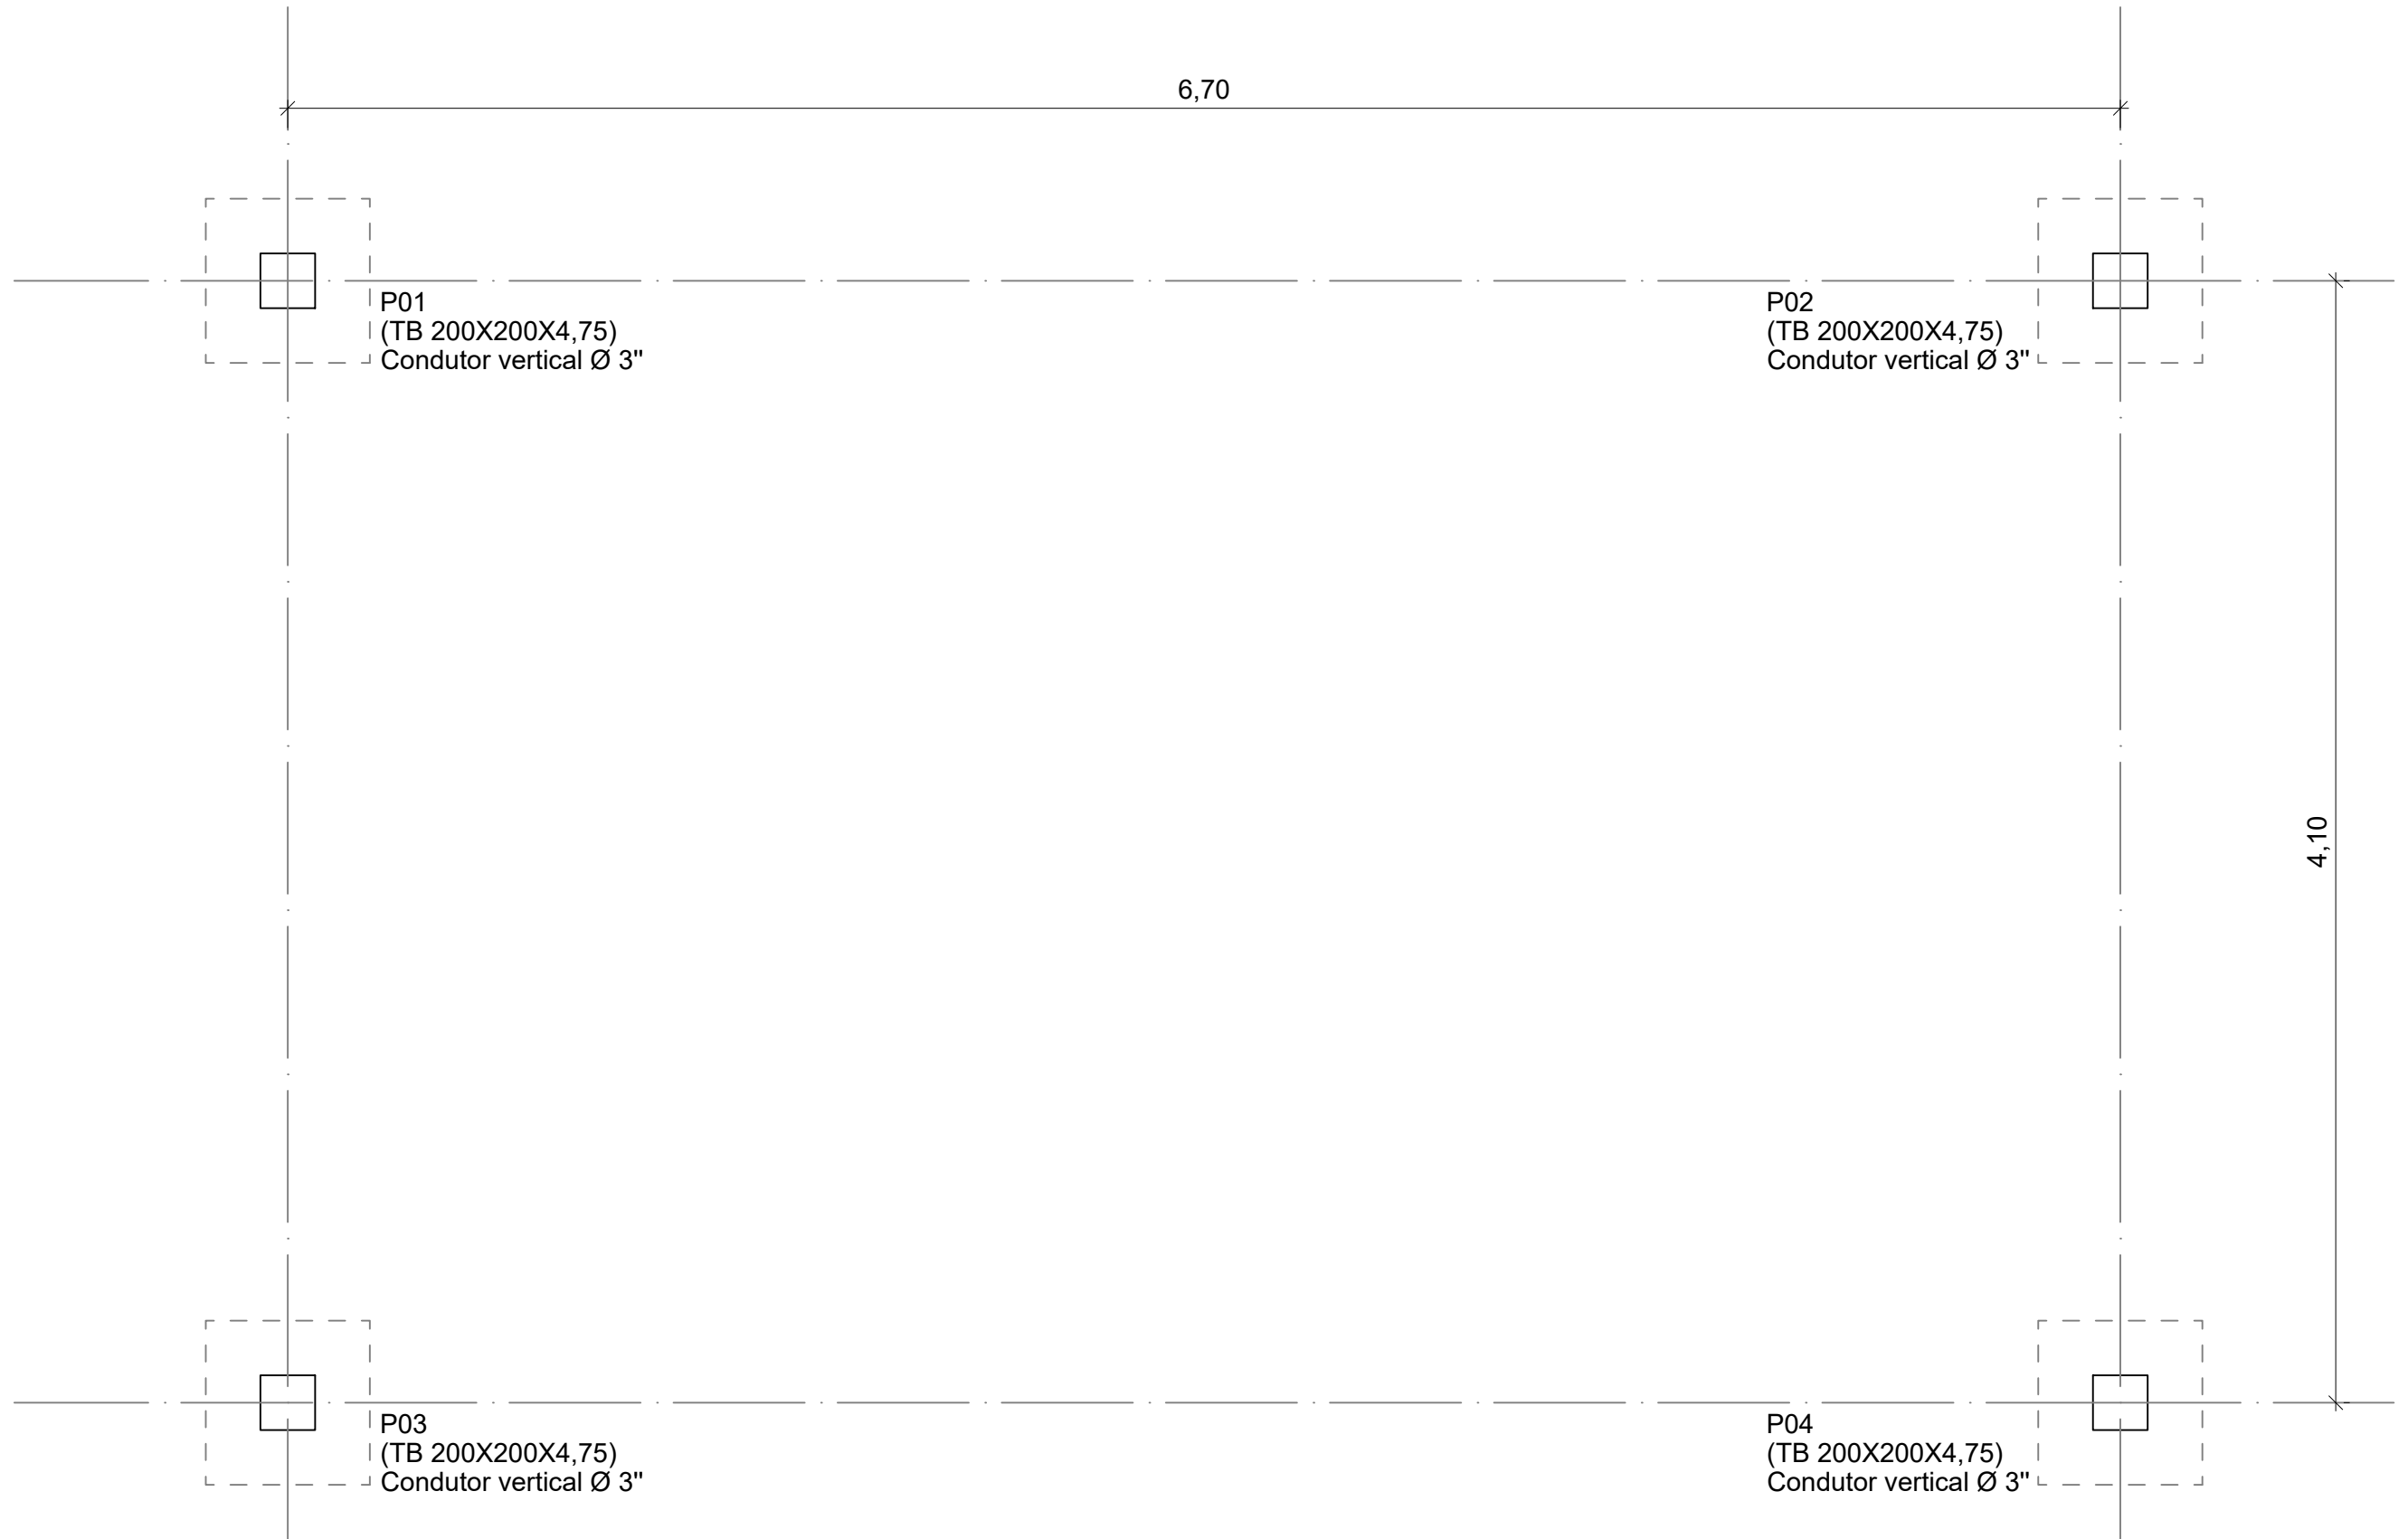 6,70
P01
(TB 200X200X4,75)
Condutor vertical Ø 3"
P02
(TB 200X200X4,75)
Condutor vertical Ø 3"
4,10
P03
(TB 200X200X4,75)
Condutor vertical Ø 3"
P04
(TB 200X200X4,75)
Condutor vertical Ø 3"